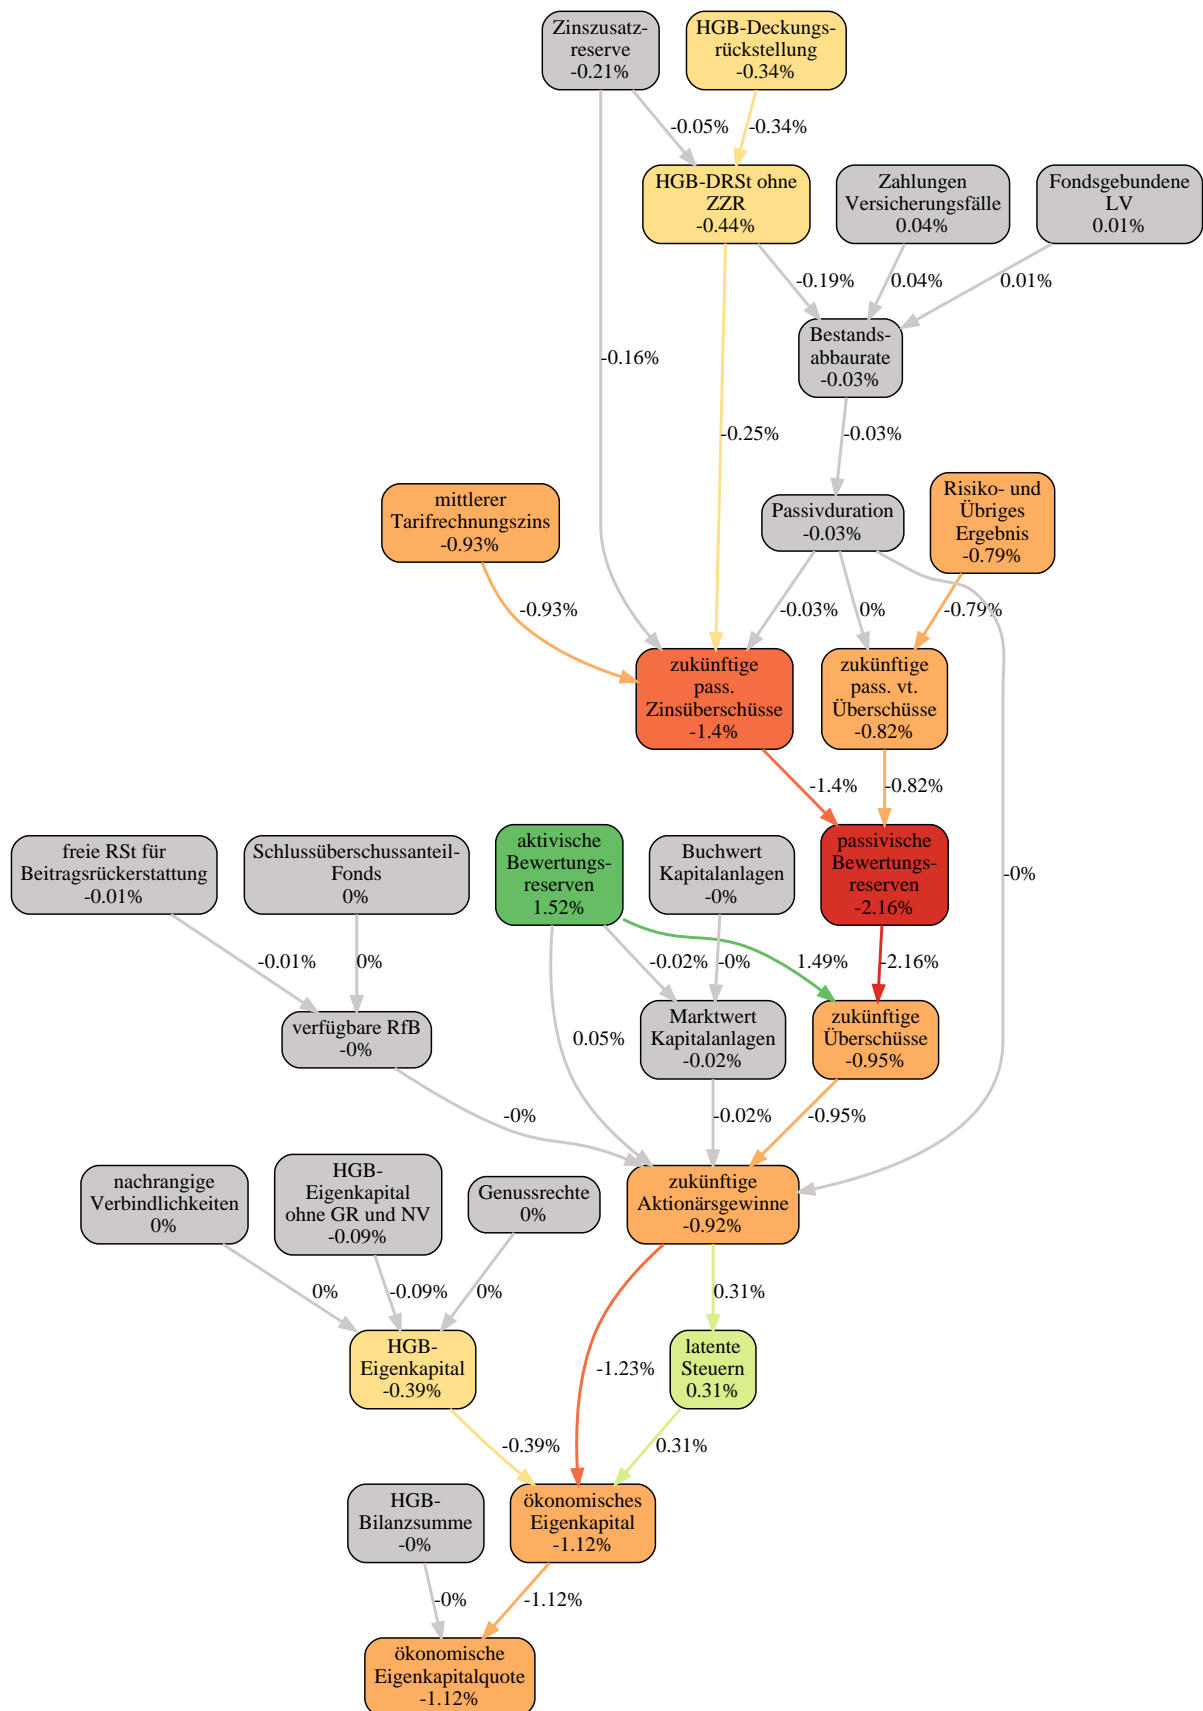 Zinszusatz-
reserve
-0.21%
HGB-Deckungs-
rückstellung
-0.34%
-0.05%
-0.34%
HGB-DRSt ohne
ZZR
-0.44%
Zahlungen
Versicherungsfälle
0.04%
Fondsgebundene
LV
0.01%
-0.19%
0.04%
0.01%
Bestands-
abbaurate
-0.03%
-0.16%
-0.25%
-0.03%
mittlerer
Tarifrechnungszins
-0.93%
Passivduration
-0.03%
Risiko- und
Übriges
Ergebnis
-0.79%
-0.93%
-0.03%
0%
-0.79%
zukünftige
pass.
Zinsüberschüsse
-1.4%
zukünftige
pass. vt.
Überschüsse
-0.82%
-1.4%
-0.82%
freie RSt für
Beitragsrückerstattung
-0.01%
Schlussüberschussanteil-
Fonds
0%
aktivische
Bewertungs-
reserven
1.52%
Buchwert
Kapitalanlagen
-0%
passivische
Bewertungs-
reserven
-2.16%
-0%
-0.01%
0%
-0.02%
-0%
1.49%
-2.16%
verfügbare RfB
-0%
0.05%
Marktwert
Kapitalanlagen
-0.02%
zukünftige
Überschüsse
-0.95%
-0%
-0.02%
-0.95%
nachrangige
Verbindlichkeiten
0%
HGB-
Eigenkapital
ohne GR und NV
-0.09%
Genussrechte
0%
zukünftige
Aktionärsgewinne
-0.92%
0%
-0.09%
0%
0.31%
HGB-
Eigenkapital
-0.39%
-1.23%
latente
Steuern
0.31%
-0.39%
0.31%
HGB-
Bilanzsumme
-0%
ökonomisches
Eigenkapital
-1.12%
-0%
-1.12%
ökonomische
Eigenkapitalquote
-1.12%